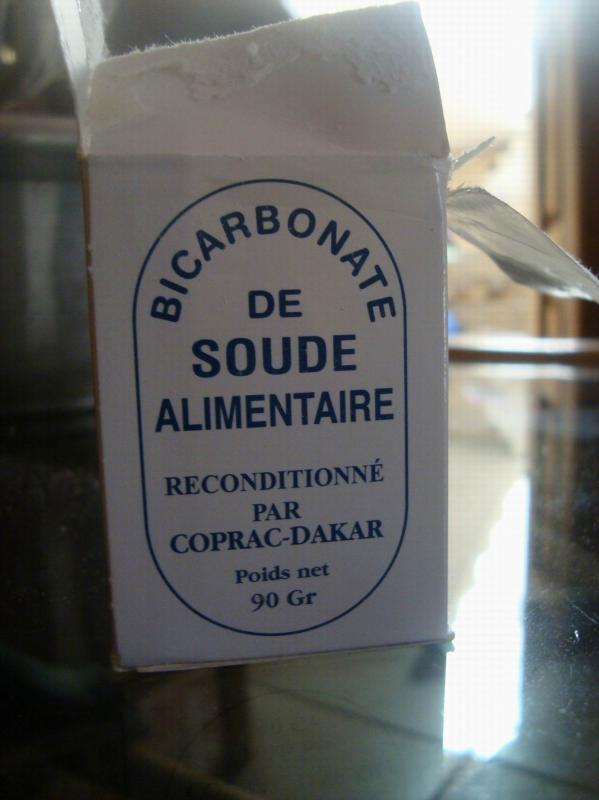 BICARBONATE
DE
SOUDE
ALIMENTAIRE
RECONDITIONNÉ
PAR
COPRAC-DAKAR
Poids net
90 Gr